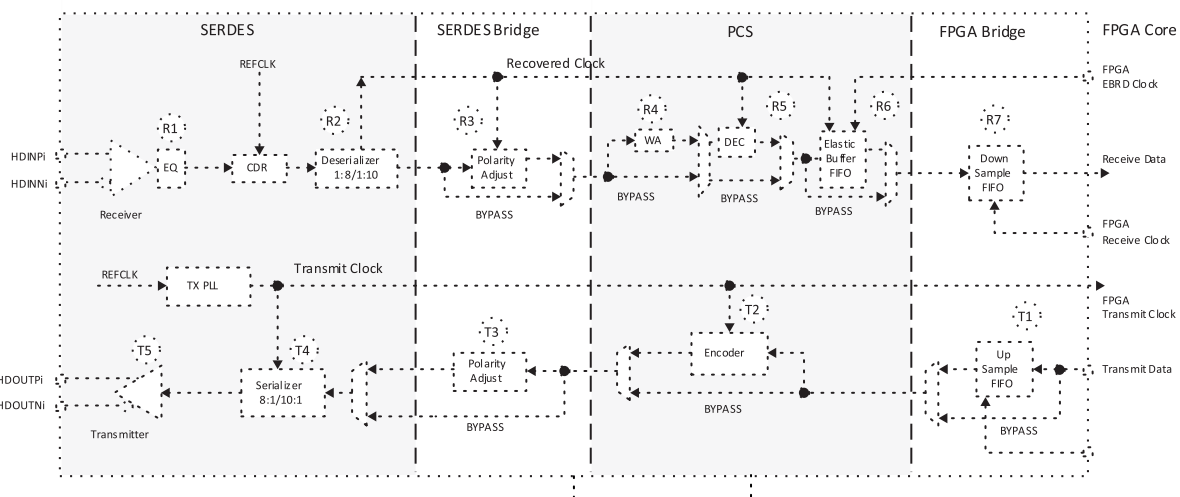 SERDES
SERDES Bridge
PCS
FPGA Bridge
FPGA Core
REFCLK
Recovered Clock
FPGA
EBRD Clock
R1
R2
R3
R4
R5
R6
R7
HDINPi
HDINNi
EQ
CDR
Deserializer
1:8/1:10
Polarity
Adjust
WA
DEC
Elastic
Buffer
FIFO
Down
Sample
FIFO
Receive Data
Receiver
BYPASS
BYPASS
BYPASS
BYPASS
FPGA
Receive Clock
REFCLK
TX PLL
Transmit Clock
FPGA
Transmit Clock
T5
T4
T3
T2
T1
HDOUTPi
HDOUTNi
Serializer
8:1/10:1
Polarity
Adjust
Encoder
Up
Sample
FIFO
Transmit Data
Transmitter
BYPASS
BYPASS
BYPASS